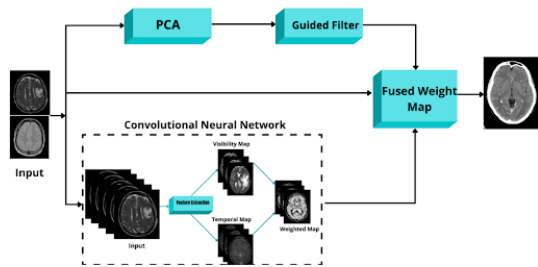 PCA
Guided Filter
Fused Weight
Map
Input
Convolutional Neural Network
Visibility Map
Feature Extraction
Input
Temporal Map
Weighted Map